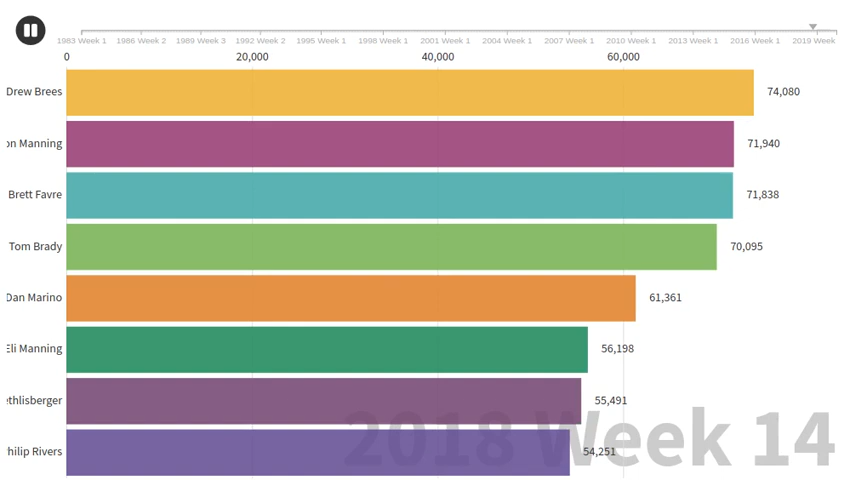 1983 Week 1 1986 Week 2 1989 Week 3 1992 Week 2 1995 Week 1 1998 Week 1 2001 Week 1 2004 Week 1 2007 Week 1 2010 Week 1 2013 Week 1 2016 Week 1 2019 Week
0 20,000 40,000 60,000
Drew Brees 74,080
on Manning 71,940
Brett Favre 71,838
Tom Brady 70,095
Dan Marino 61,361
Eli Manning 56,198
ethlisberger 55,491
hilip Rivers 54,251
2018 Week 14